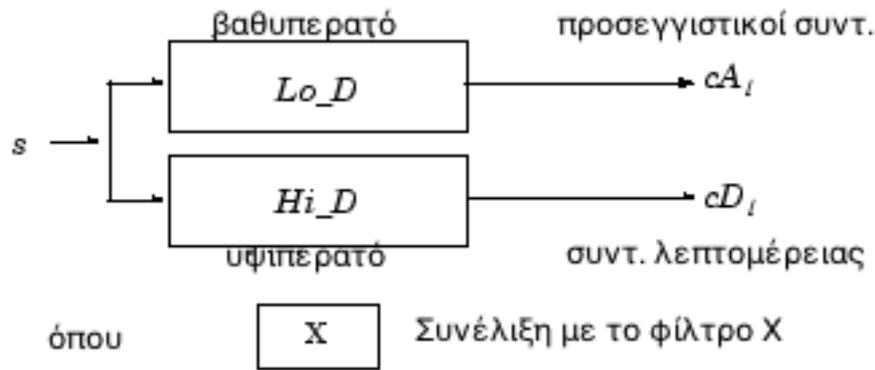 βαθυπερατό προσεγγιστικοί συντ.
Lo_D cA₁
s
Hi_D cD₁
υψιπερατό συντ. λεπτομέρειας
όπου X Συνέλιξη με το φίλτρο X